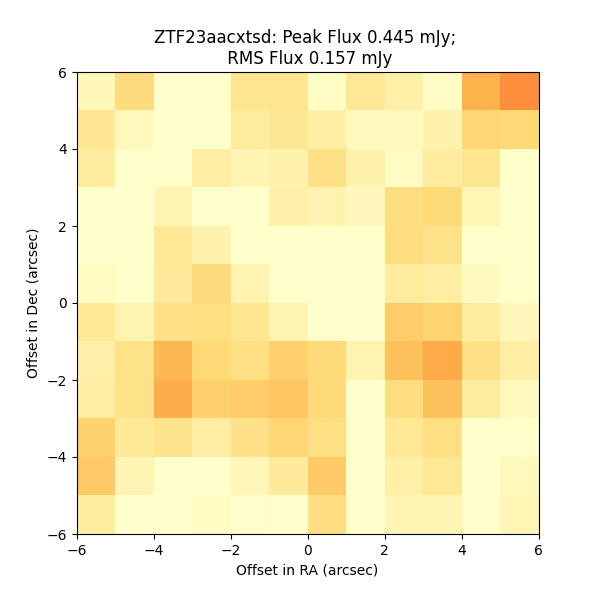 ZTF23aacxtsd: Peak Flux 0.445 mJy;
RMS Flux 0.157 mJy
6
4
2
0
−2
−4
−6
Offset in Dec (arcsec)
−6 −4 −2 0 2 4 6
Offset in RA (arcsec)